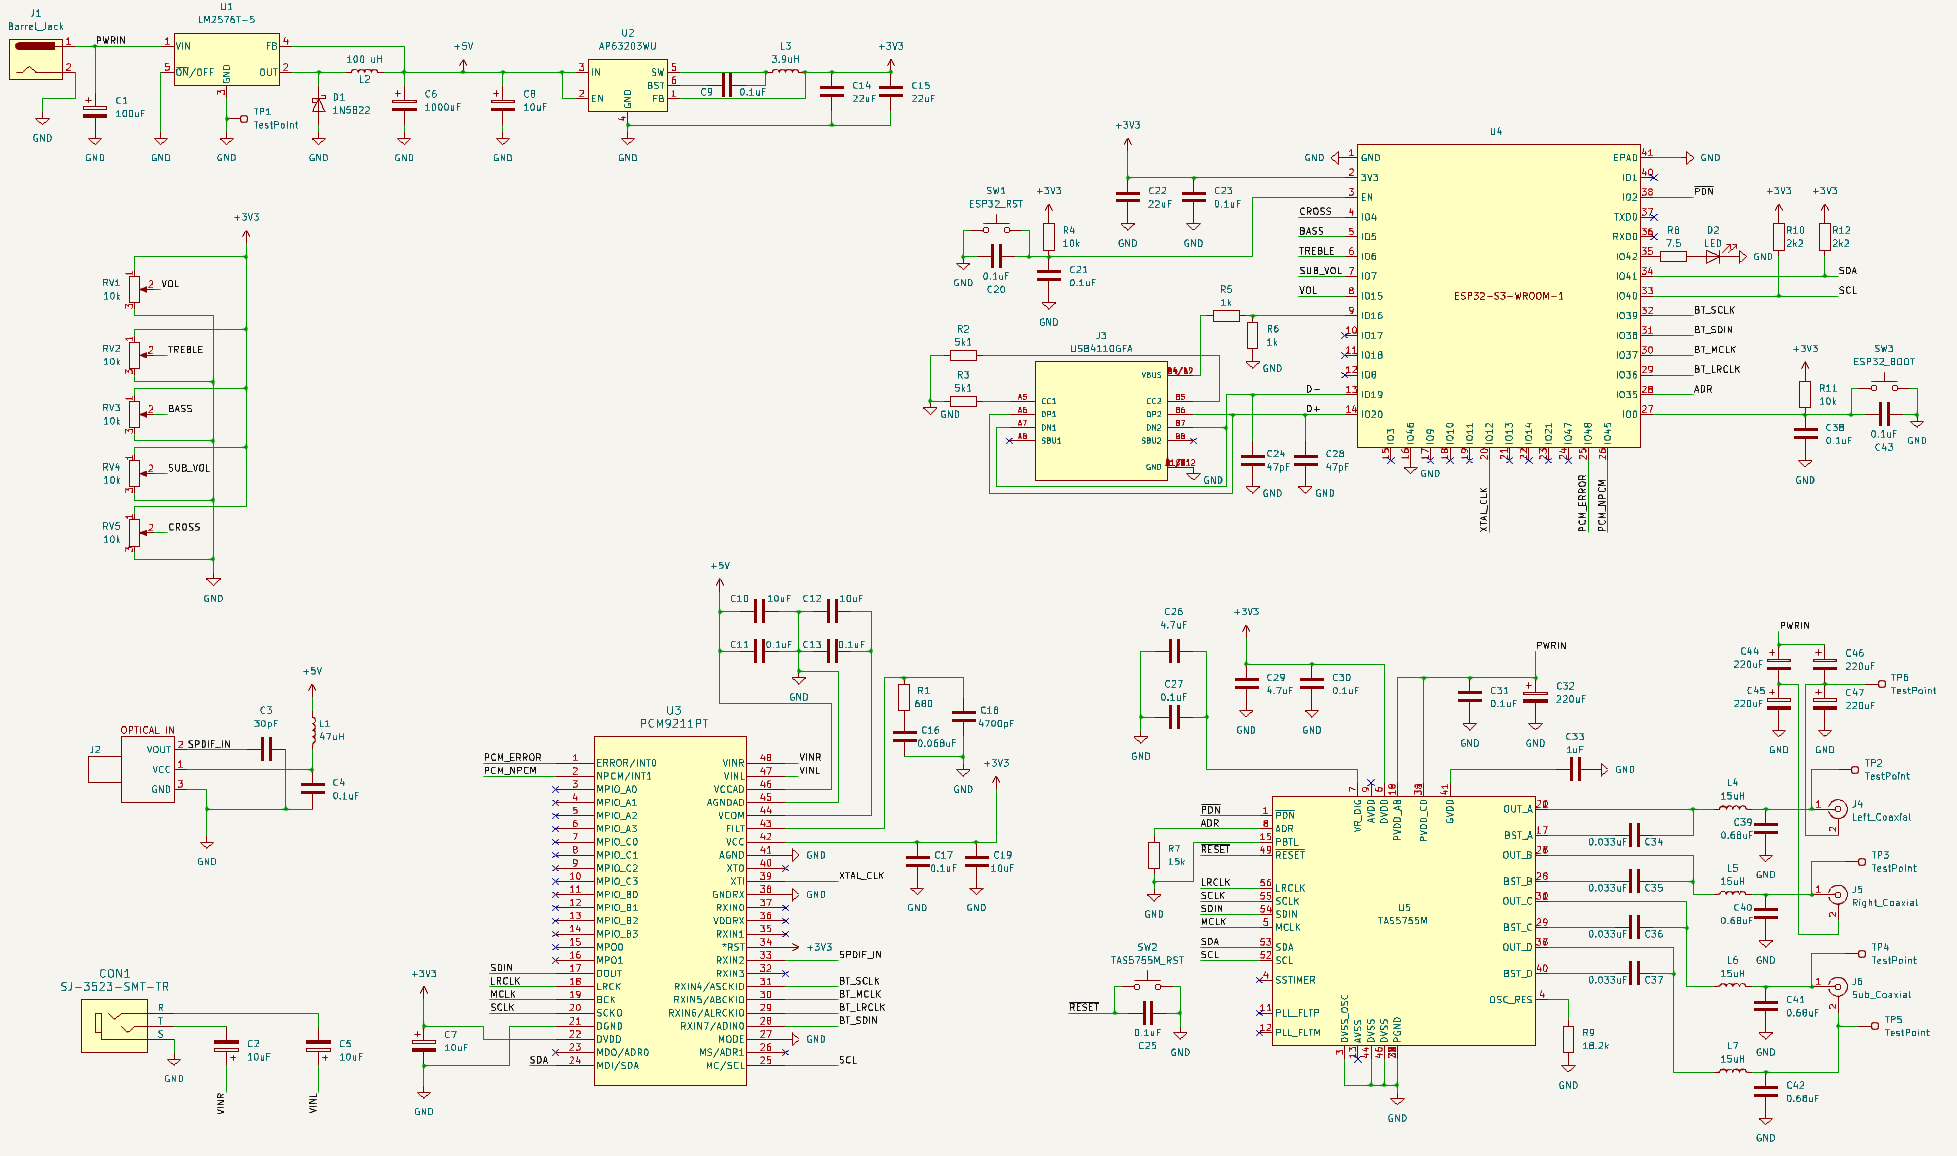 J1
Barrel_Jack
1
2
PWRIN
GND
C1
100uF
GND
U1
LM2576T-5
1
VIN
5
ON/OFF
GND
3
FB
4
OUT
2
GND
TP1
TestPoint
GND
100 uH
L2
D1
1N5822
GND
C6
1000uF
GND
+5V
C8
10uF
GND
U2
AP63203WU
3
IN
2
EN
GND
4
SW
5
BST
6
FB
1
GND
C9
0.1uF
L3
3.9uH
+3V3
C14
22uF
C15
22uF
+3V3
RV1
10k
1
2
3
VOL
RV2
10k
1
2
3
TREBLE
RV3
10k
1
2
3
BASS
RV4
10k
1
2
3
SUB_VOL
RV5
10k
1
2
3
CROSS
GND
SW1
ESP32_RST
GND
0.1uF
C20
+3V3
R4
10k
C21
0.1uF
GND
+3V3
C22
22uF
GND
C23
0.1uF
GND
U4
ESP32-S3-WROOM-1
GND
1
GND
2
3V3
3
EN
CROSS
4
IO4
BASS
5
IO5
TREBLE
6
IO6
SUB_VOL
7
IO7
VOL
8
IO15
9
IO16
10
IO17
11
IO18
12
IO8
D-
13
IO19
D+
14
IO20
IO3
15
IO46
16
GND
IO9
17
IO10
18
IO11
19
IO12
20
XTAL_CLK
IO13
21
IO14
22
IO21
23
IO47
24
IO48
25
PCM_ERROR
IO45
26
PCM_NPCM
EPAD
41
GND
IO1
40
IO2
38
PDN
TXD0
37
RXD0
36
IO42
35
IO41
34
SDA
IO40
33
SCL
IO39
32
BT_SCLK
IO38
31
BT_SDIN
IO37
30
BT_MCLK
IO36
29
BT_LRCLK
IO35
28
ADR
IO0
27
R8
7.5
D2
LED
GND
+3V3
R10
2k2
+3V3
R12
2k2
+3V3
R11
10k
C38
0.1uF
GND
SW3
ESP32_BOOT
0.1uF
C43
GND
R5
1k
R6
1k
GND
R2
5k1
R3
5k1
GND
J3
USB4110GFA
A5
CC1
A6
DP1
A7
DN1
A8
SBU1
VBUS
CC2
B5
DP2
B6
DN2
B7
SBU2
B8
GND
GND
C24
47pF
GND
C28
47pF
GND
OPTICAL_IN
J2
VOUT
2
VCC
1
GND
3
SPDIF_IN
C3
30pF
+5V
L1
47uH
C4
0.1uF
GND
CON1
SJ-3523-SMT-TR
R
T
S
GND
C2
10uF
VINR
C5
10uF
VINL
+3V3
C7
10uF
GND
+5V
C10
10uF
C12
10uF
C11
0.1uF
C13
0.1uF
GND
R1
680
C16
0.068uF
C18
4700pF
GND
+3V3
C17
0.1uF
GND
C19
10uF
GND
U3
PCM9211PT
PCM_ERROR
1
ERROR/INT0
PCM_NPCM
2
NPCM/INT1
3
MPIO_A0
4
MPIO_A1
5
MPIO_A2
6
MPIO_A3
7
MPIO_C0
8
MPIO_C1
9
MPIO_C2
10
MPIO_C3
11
MPIO_B0
12
MPIO_B1
13
MPIO_B2
14
MPIO_B3
15
MPO0
16
MPO1
SDIN
17
DOUT
LRCLK
18
LRCK
MCLK
19
BCK
SCLK
20
SCKO
21
DGND
22
DVDD
23
MDO/ADR0
SDA
24
MDI/SDA
VINR
48
VINR
VINL
47
VINL
VCCAD
46
AGNDAD
45
VCOM
44
FILT
43
VCC
42
AGND
41
GND
XTO
40
XTI
39
XTAL_CLK
GNDRX
38
GND
RXIN0
37
VDDRX
36
RXIN1
35
*RST
34
+3V3
RXIN2
33
SPDIF_IN
RXIN3
32
RXIN4/ASCKIO
31
BT_SCLK
RXIN5/ABCKIO
30
BT_MCLK
RXIN6/ALRCKIO
29
BT_LRCKIO
RXIN7/ADIN0
28
BT_SDIN
MODE
27
GND
MS/ADR1
26
MC/SCL
25
SCL
C26
4.7uF
C27
0.1uF
GND
+3V3
C29
4.7uF
GND
C30
0.1uF
GND
PWRIN
C31
0.1uF
GND
C32
220uF
GND
C33
1uF
GND
U5
TAS5755M
VR_DIG
7
AVDD
9
DVDD
6
PVDD_AB
PVDD_CD
GVDD
41
PDN
1
PDN
ADR
8
ADR
15
PBTL
RESET
49
RESET
LRCLK
56
LRCLK
SCLK
55
SCLK
SDIN
54
SDIN
MCLK
5
MCLK
SDA
53
SDA
SCL
52
SCL
4
SSTIMER
11
PLL_FLTP
12
PLL_FLTM
DVSS_OSC
3
AVSS
13
DVSS
44
DVSS
46
PGND
GND
OUT_A
BST_A
17
OUT_B
BST_B
26
OUT_C
BST_C
29
OUT_D
BST_D
40
OSC_RES
4
R7
15k
GND
SW2
TAS5755M_RST
RESET
0.1uF
C25
GND
R9
18.2k
GND
0.033uF
C34
0.033uF
C35
0.033uF
C36
0.033uF
C37
L4
15uH
C39
0.68uF
GND
L5
15uH
C40
0.68uF
GND
L6
15uH
C41
0.68uF
GND
L7
15uH
C42
0.68uF
GND
PWRIN
C44
220uF
C46
220uF
C45
220uF
C47
220uF
GND
GND
TP6
TestPoint
TP2
TestPoint
J4
Left_Coaxial
1
2
TP3
TestPoint
J5
Right_Coaxial
1
2
TP4
TestPoint
J6
Sub_Coaxial
1
2
TP5
TestPoint